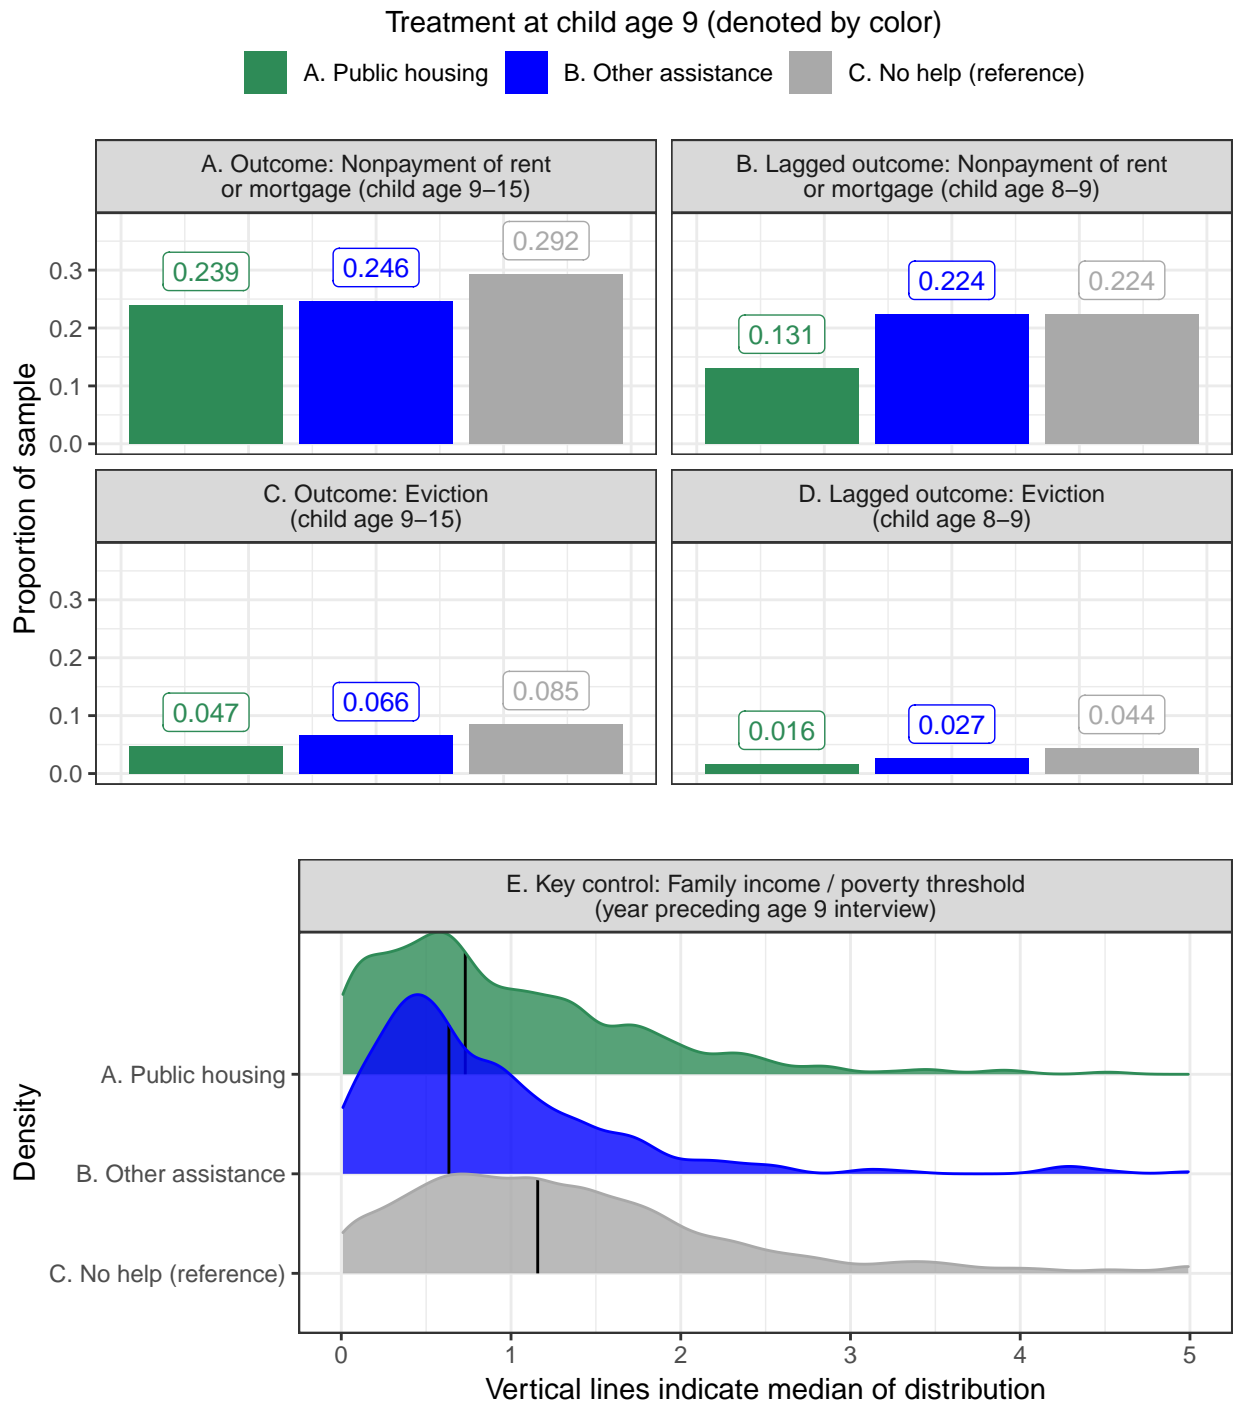 Treatment at child age 9 (denoted by color)
A. Public housing B. Other assistance C. No help (reference)
A. Outcome: Nonpayment of rent
or mortgage (child age 9–15)
B. Lagged outcome: Nonpayment of rent
or mortgage (child age 8–9)
Proportion of sample
0.3
0.2
0.1
0.0
0.239
0.246
0.292
0.131
0.224
0.224
C. Outcome: Eviction
(child age 9–15)
D. Lagged outcome: Eviction
(child age 8–9)
0.3
0.2
0.1
0.0
0.047
0.066
0.085
0.016
0.027
0.044
E. Key control: Family income / poverty threshold
(year preceding age 9 interview)
Density
A. Public housing
B. Other assistance
C. No help (reference)
0 1 2 3 4 5
Vertical lines indicate median of distribution